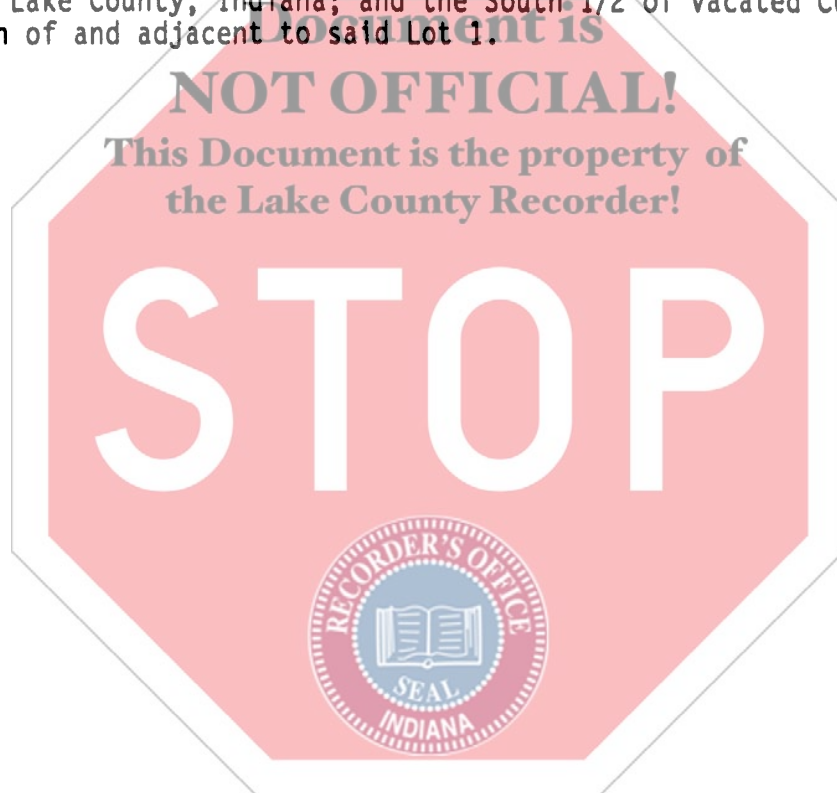 Lake County, Indiana; and the South 1/2 of Vacated
of and adjacent to said Lot 1.
Document is
NOT OFFICIAL!
This Document is the property of
the Lake County Recorder!
STOP
RECORDER'S OFFICE
SEAL
INDIANA